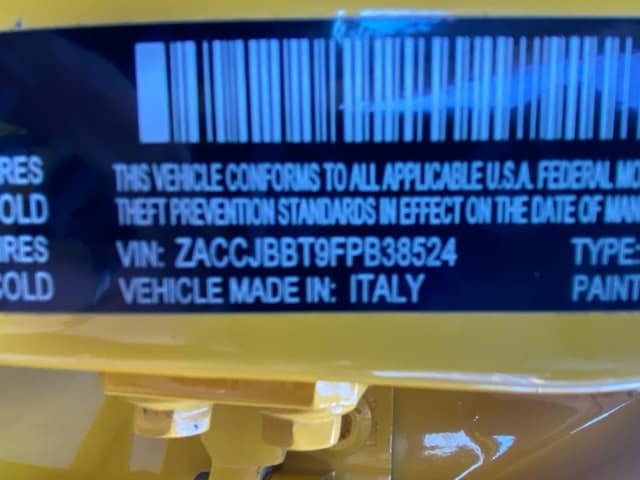 THIS VEHICLE CONFORMS TO ALL APPLICABLE U.S.A. FEDERAL MO
THEFT PREVENTION STANDARDS IN EFFECT ON THE DATE OF MAN
VIN: ZACCJBBT9FPB38524 TYPE:
VEHICLE MADE IN: ITALY PAINT
RES
OLD
IRES
COLD